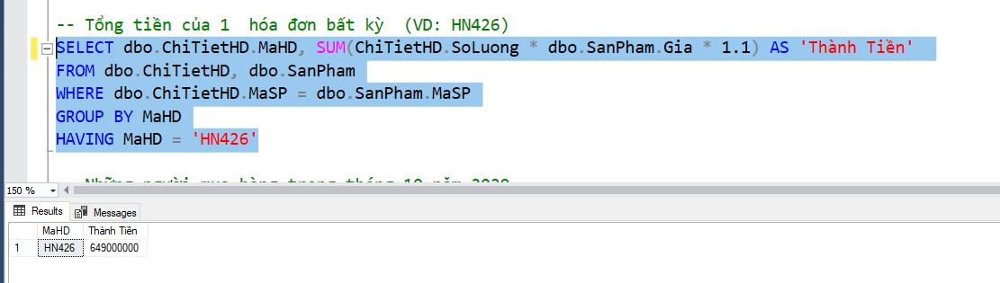 -- Tổng tiền của 1  hóa đơn bất kỳ  (VD: HN426)
SELECT dbo.ChiTietHD.MaHD, SUM(ChiTietHD.SoLuong * dbo.SanPham.Gia * 1.1) AS 'Thành Tiền'
FROM dbo.ChiTietHD, dbo.SanPham
WHERE dbo.ChiTietHD.MaSP = dbo.SanPham.MaSP
GROUP BY MaHD
HAVING MaHD = 'HN426'
-- Những người mua hàng trong tháng 10 năm 2020
150 %
Results Messages
MaHD Thành Tiền
1 HN426 649000000